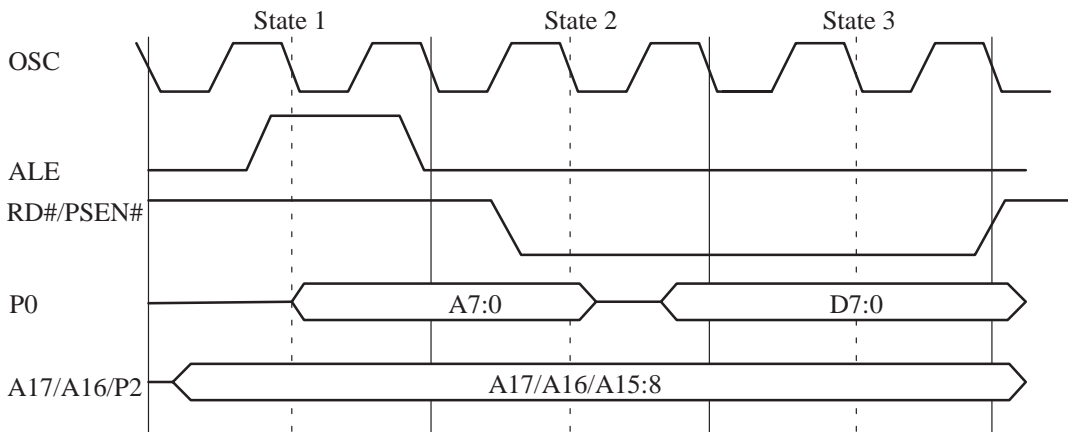 State 1 State 2 State 3
OSC
ALE
RD#/PSEN#
P0 A7:0 D7:0
A17/A16/P2 A17/A16/A15:8